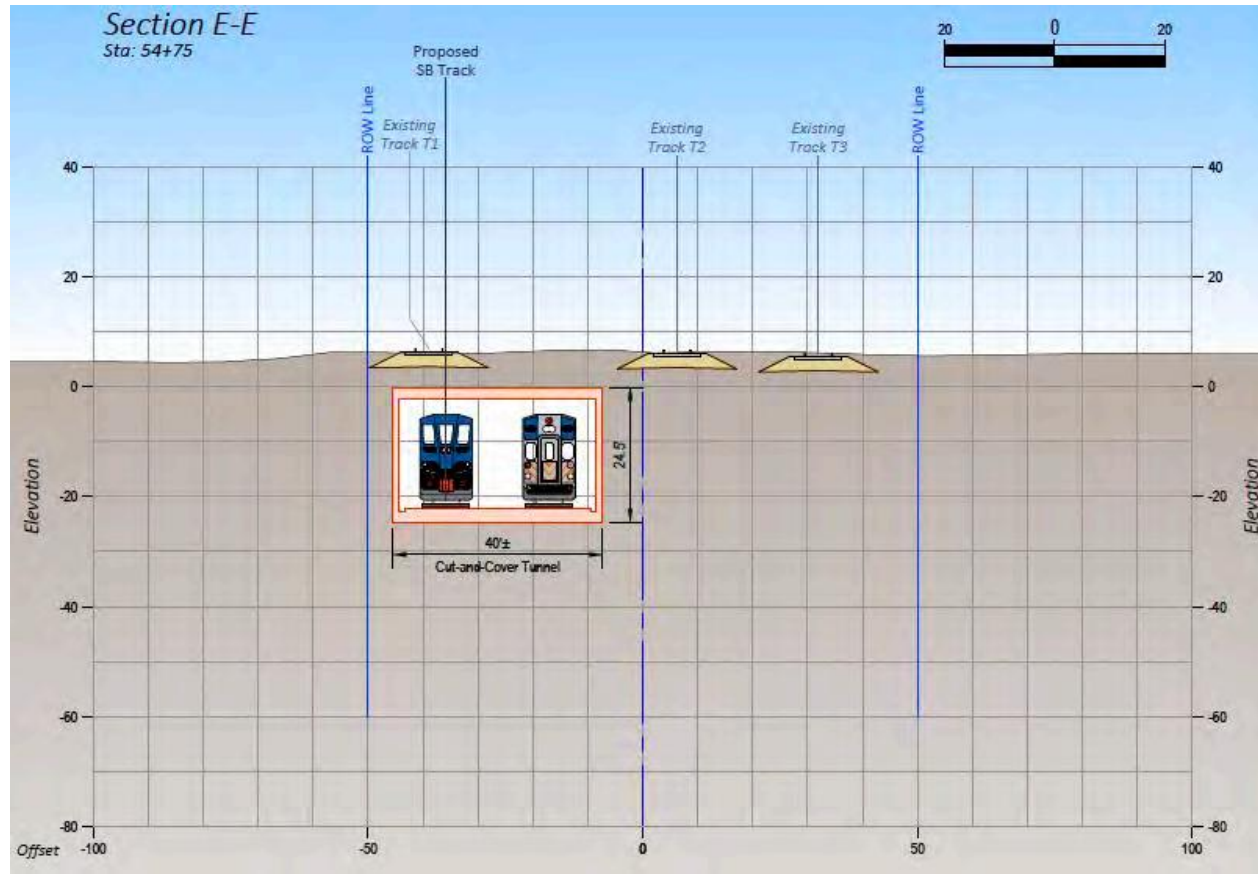 Section E-E
Sta: 54+75
20 0 20
Proposed
SB Track
ROW Line
Existing
Track T1
Existing
Track T2
Existing
Track T3
ROW Line
40 40
20 20
0 0
24.5'
Elevation
Elevation
-20 -20
40'±
Cut-and-Cover Tunnel
-40 -40
-60 -60
-80 -80
Offset -100 -50 0 50 100